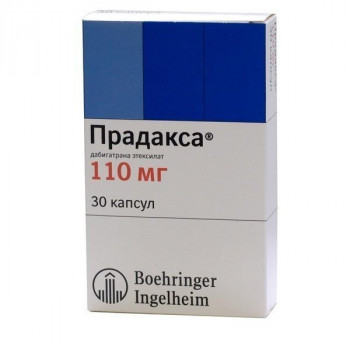 Прадакса®
дабигатрана этексилат
110 мг
30 капсул
Boehringer
Ingelheim